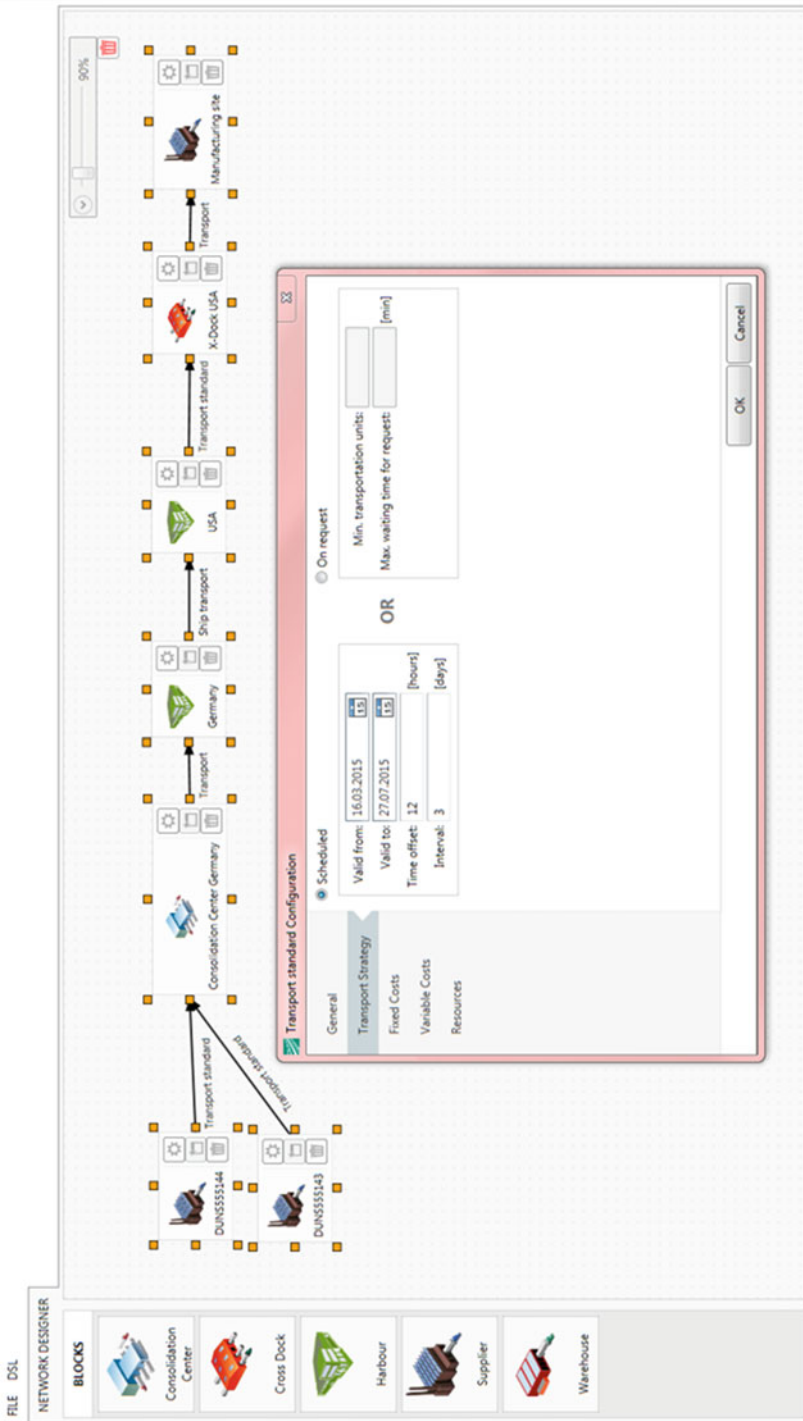 FILE DSL
NETWORK DESIGNER
BLOCKS
Consolidation
Center
Cross Dock
Harbour
Supplier
Warehouse
90%
DUNS555144
DUNS555143
Transport standard
Transport standard
Consolidation Center Germany
Transport
Germany
Ship transport
USA
Transport standard
X-Dock USA
Transport
Manufacturing site
Transport standard Configuration
General
Transport Strategy
Fixed Costs
Variable Costs
Resources
Scheduled
Valid from: 16.03.2015 15
Valid to: 27.07.2015 15
Time offset: 12 [hours]
Interval: 3 [days]
OR
On request
Min. transportation units:
Max. waiting time for request: [min]
OK Cancel